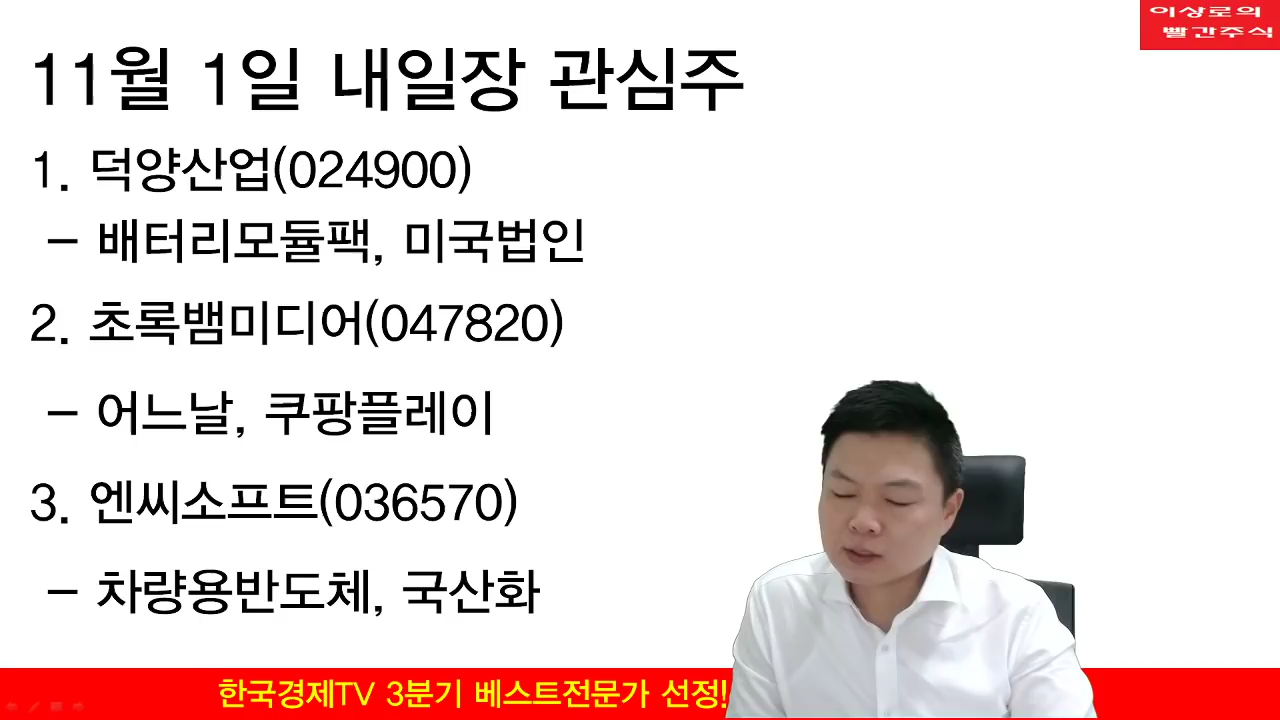 이상로의
빨간주식
11월 1일 내일장 관심주
1. 덕양산업(024900)
- 배터리모듈팩, 미국법인
2. 초록뱀미디어(047820)
- 어느날, 쿠팡플레이
3. 엔씨소프트(036570)
- 차량용반도체, 국산화
한국경제TV 3분기 베스트전문가 선정!